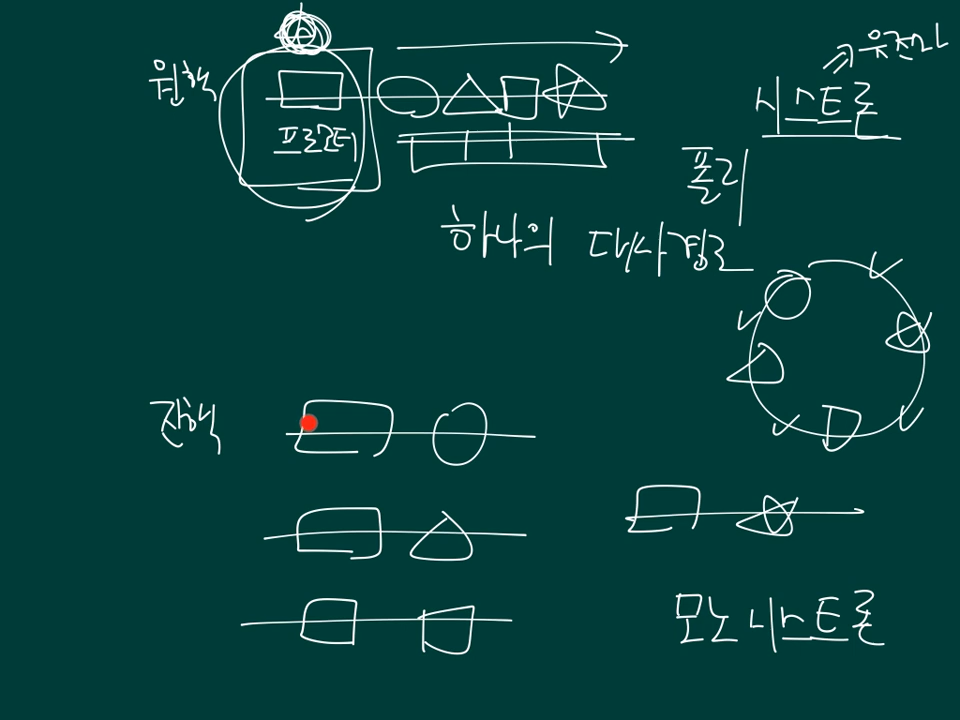 원핵
프로모터
시스트론
⇒ 유전자
폴리
하나의 대사경로
진핵
모노 시스트론